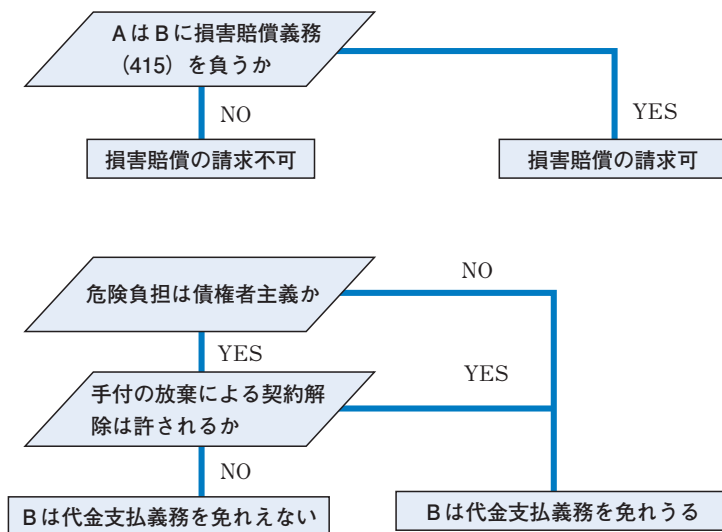 AはBに損害賠償義務
（415）を負うか
NO
YES
損害賠償の請求不可
損害賠償の請求可
危険負担は債権者主義か
NO
YES
手付の放棄による契約解
除は許されるか
YES
NO
Bは代金支払義務を免れえない
Bは代金支払義務を免れうる